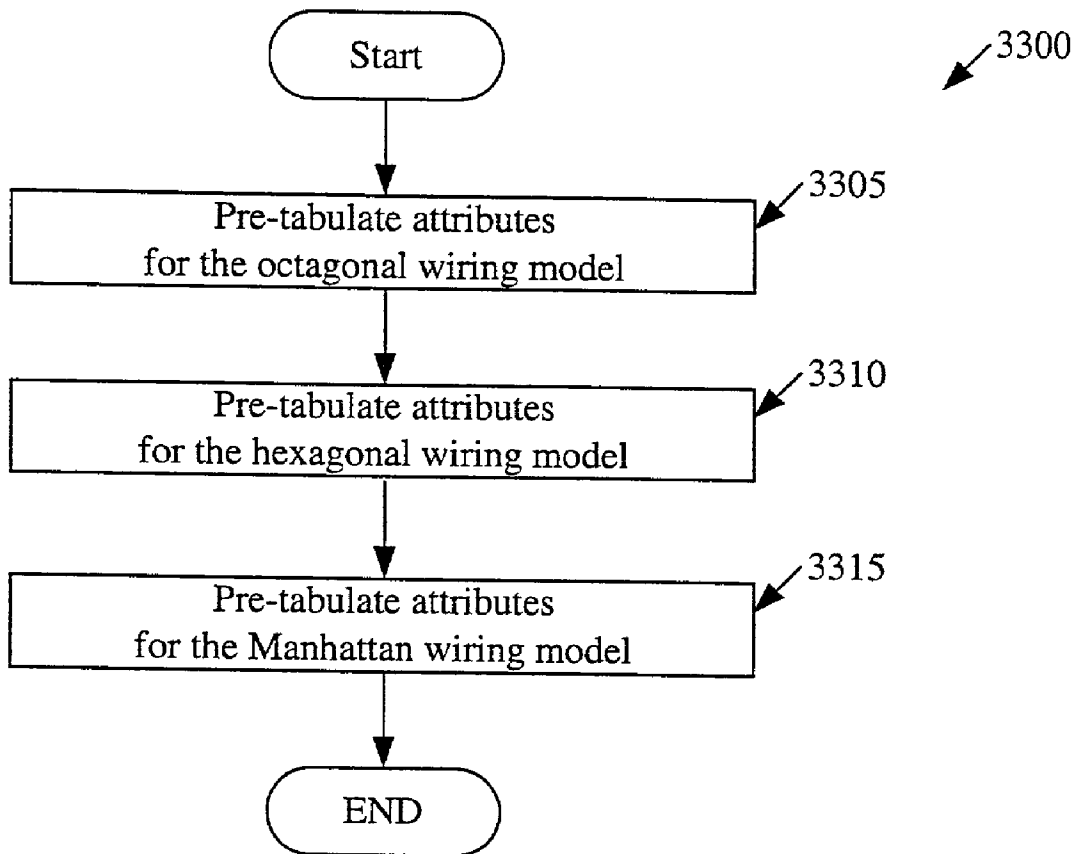 Start
3300
3305
Pre-tabulate attributes
for the octagonal wiring model
3310
Pre-tabulate attributes
for the hexagonal wiring model
3315
Pre-tabulate attributes
for the Manhattan wiring model
END